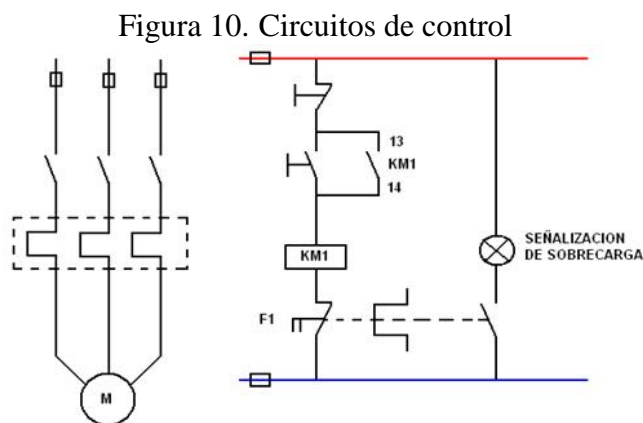 Figura 10. Circuitos de control
13
KM1
14
KM1
SEÑALIZACION
DE SOBRECARGA
F1
M